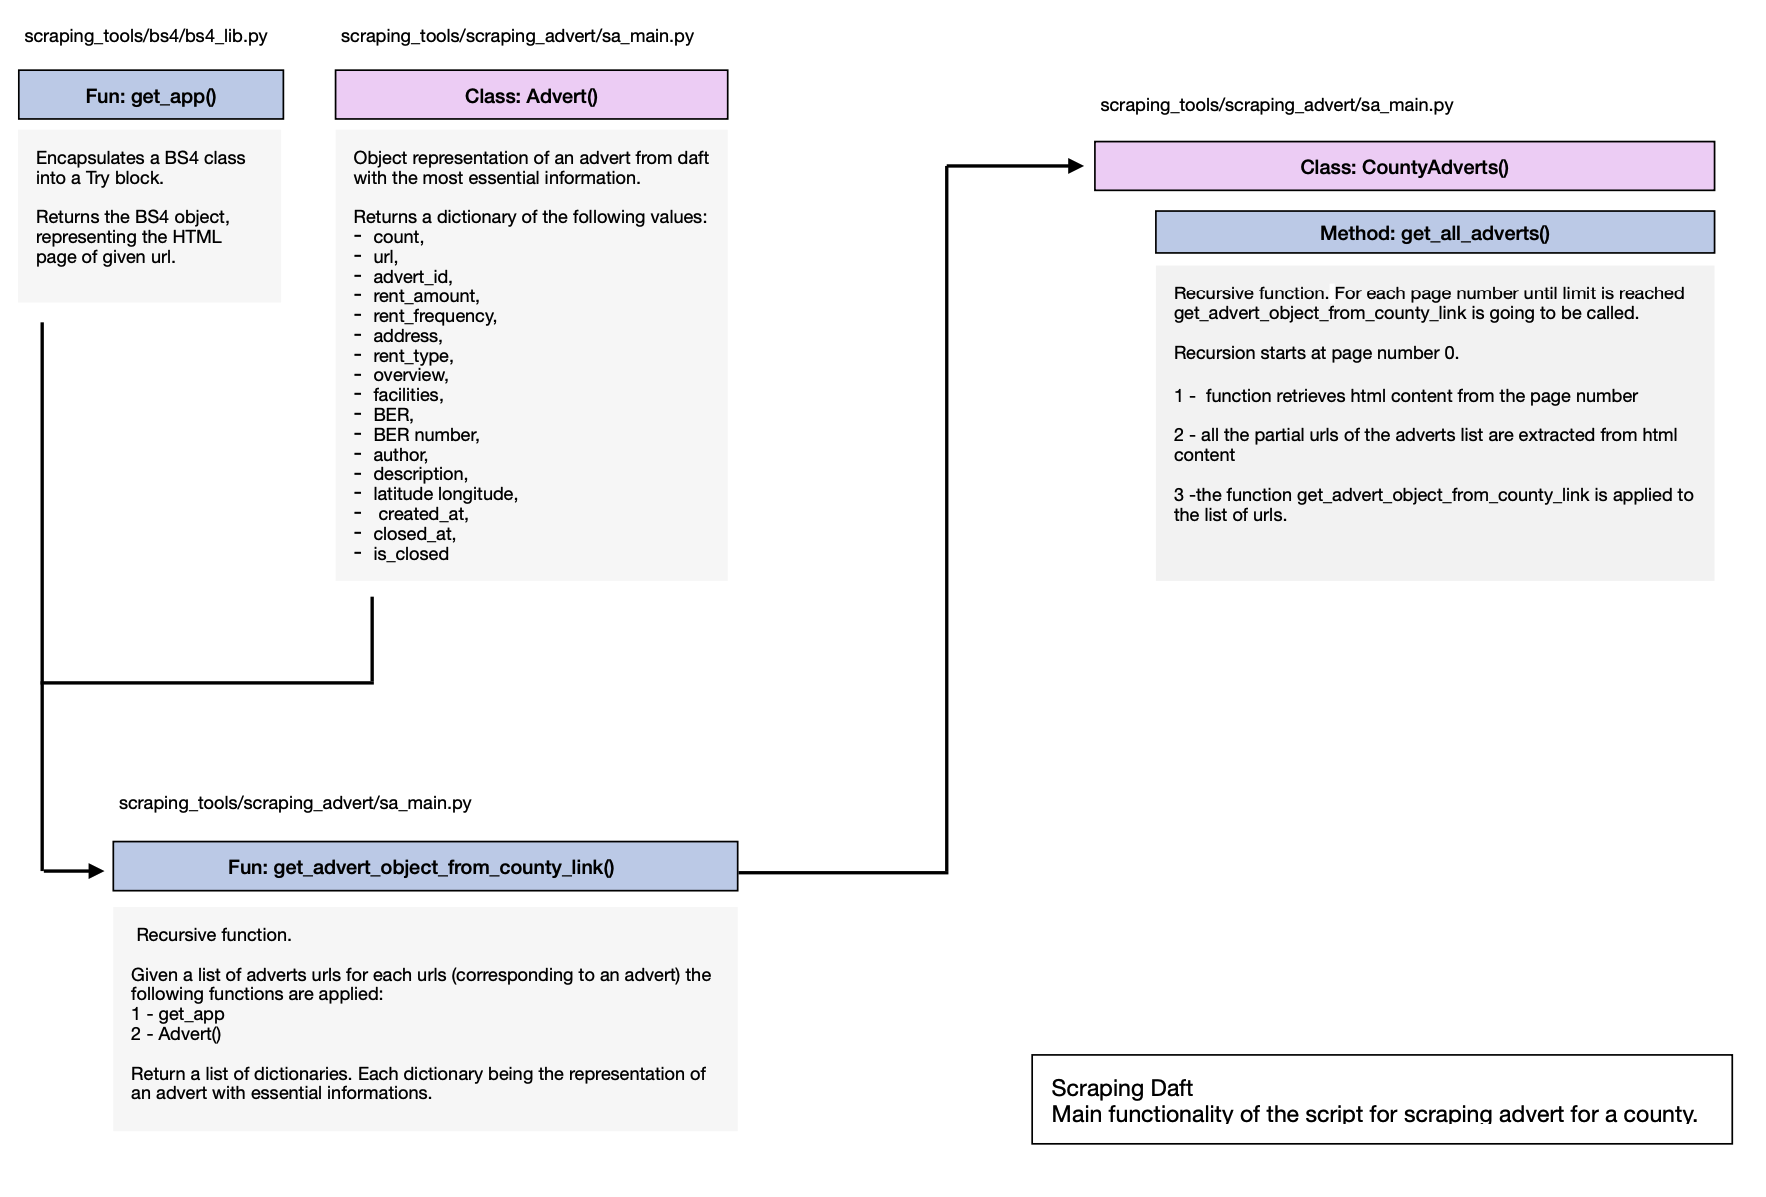 scraping_tools/bs4/bs4_lib.py
Fun: get_app()
Encapsulates a BS4 class
into a Try block.
Returns the BS4 object,
representing the HTML
page of given url.
scraping_tools/scraping_advert/sa_main.py
Class: Advert()
Object representation of an advert from daft
with the most essential information.
Returns a dictionary of the following values:
- count,
- url,
- advert_id,
- rent_amount,
- rent_frequency,
- address,
- rent_type,
- overview,
- facilities,
- BER,
- BER number,
- author,
- description,
- latitude longitude,
- created_at,
- closed_at,
- is_closed
scraping_tools/scraping_advert/sa_main.py
Class: CountyAdverts()
Method: get_all_adverts()
Recursive function. For each page number until limit is reached
get_advert_object_from_county_link is going to be called.
Recursion starts at page number 0.
1 - function retrieves html content from the page number
2 - all the partial urls of the adverts list are extracted from html
content
3 -the function get_advert_object_from_county_link is applied to
the list of urls.
scraping_tools/scraping_advert/sa_main.py
Fun: get_advert_object_from_county_link()
Recursive function.
Given a list of adverts urls for each urls (corresponding to an advert) the
following functions are applied:
1 - get_app
2 - Advert()
Return a list of dictionaries. Each dictionary being the representation of
an advert with essential informations.
Scraping Daft
Main functionality of the script for scraping advert for a county.